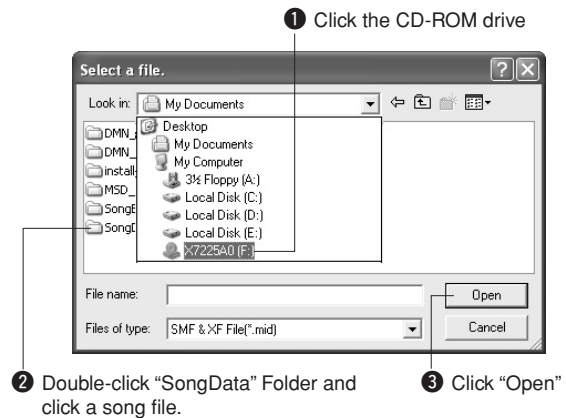 ❶ Click the CD-ROM drive
Select a file.
Look in: My Documents
Desktop
My Documents
My Computer
3½ Floppy (A:)
Local Disk (C:)
Local Disk (D:)
Local Disk (E:)
X7225A0 (F:)
DMN_
DMN_
install
MSD_
Song
Song
File name:
Open
Files of type: SMF & XF File(*.mid)
Cancel
❷ Double-click “SongData” Folder and
click a song file.
❸ Click “Open”